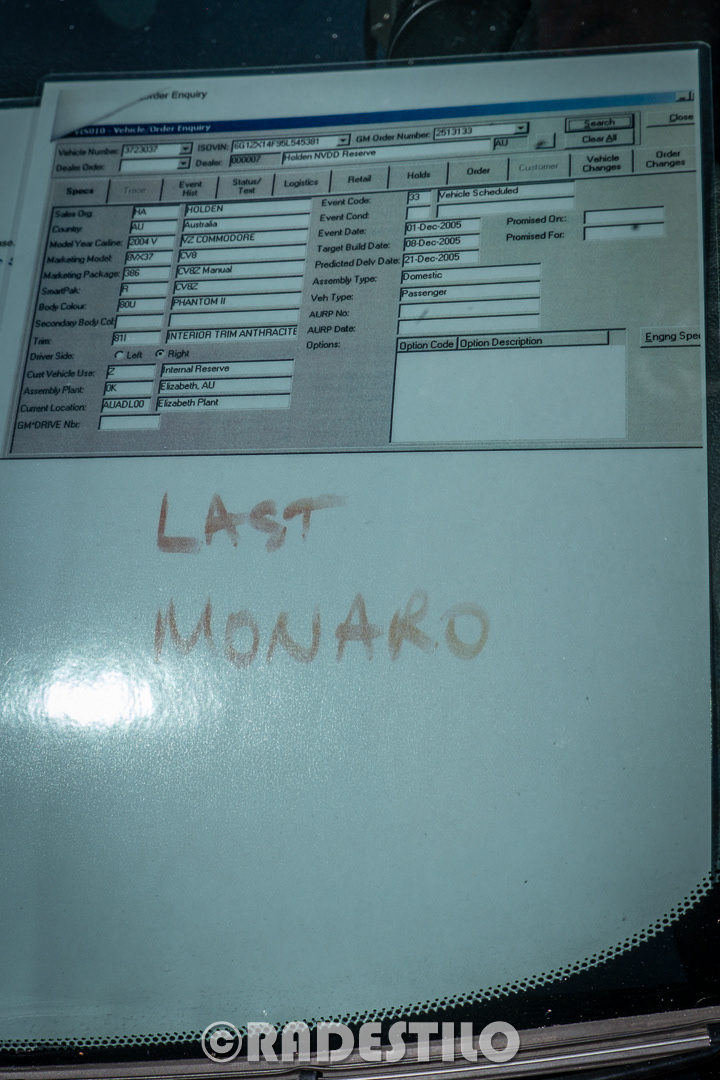 Order Enquiry
VIS010 - Vehicle/Order Enquiry
Vehicle Number: 3723037 ISOVIN: 6G1ZX14F95L545381 GM Order Number: 2513133 Search Close
Dealer Order: Dealer: 000007 Holden NVDD Reserve AU Clear All
Specs Trace Event Hist Status/Text Logistics Retail Holds Order Customer Vehicle Changes Order Changes
Sales Org: HA HOLDEN
Country: AU Australia
Model Year Carline: 2004 V VZ COMMODORE
Marketing Model: 8VX37 CV8
Marketing Package: 386 CV8Z Manual
SmartPak: R CV8Z
Body Colour: 80U PHANTOM II
Secondary Body Col
Trim: 81I INTERIOR TRIM ANTHRACITE
Driver Side: Left Right
Cust Vehicle Use: Z Internal Reserve
Assembly Plant: 0K Elizabeth, AU
Current Location: AUADL00 Elizabeth Plant
GM*DRIVE Nbr:
Event Code: 33 Vehicle Scheduled
Event Cond:
Event Date: 01-Dec-2005 Promised On:
Target Build Date: 08-Dec-2005 Promised For:
Predicted Delv Date: 21-Dec-2005
Assembly Type: Domestic
Veh Type: Passenger
AURP No:
AURP Date:
Options: Option Code Option Description Engng Spe
LAST
MONARO
©RADESTILO